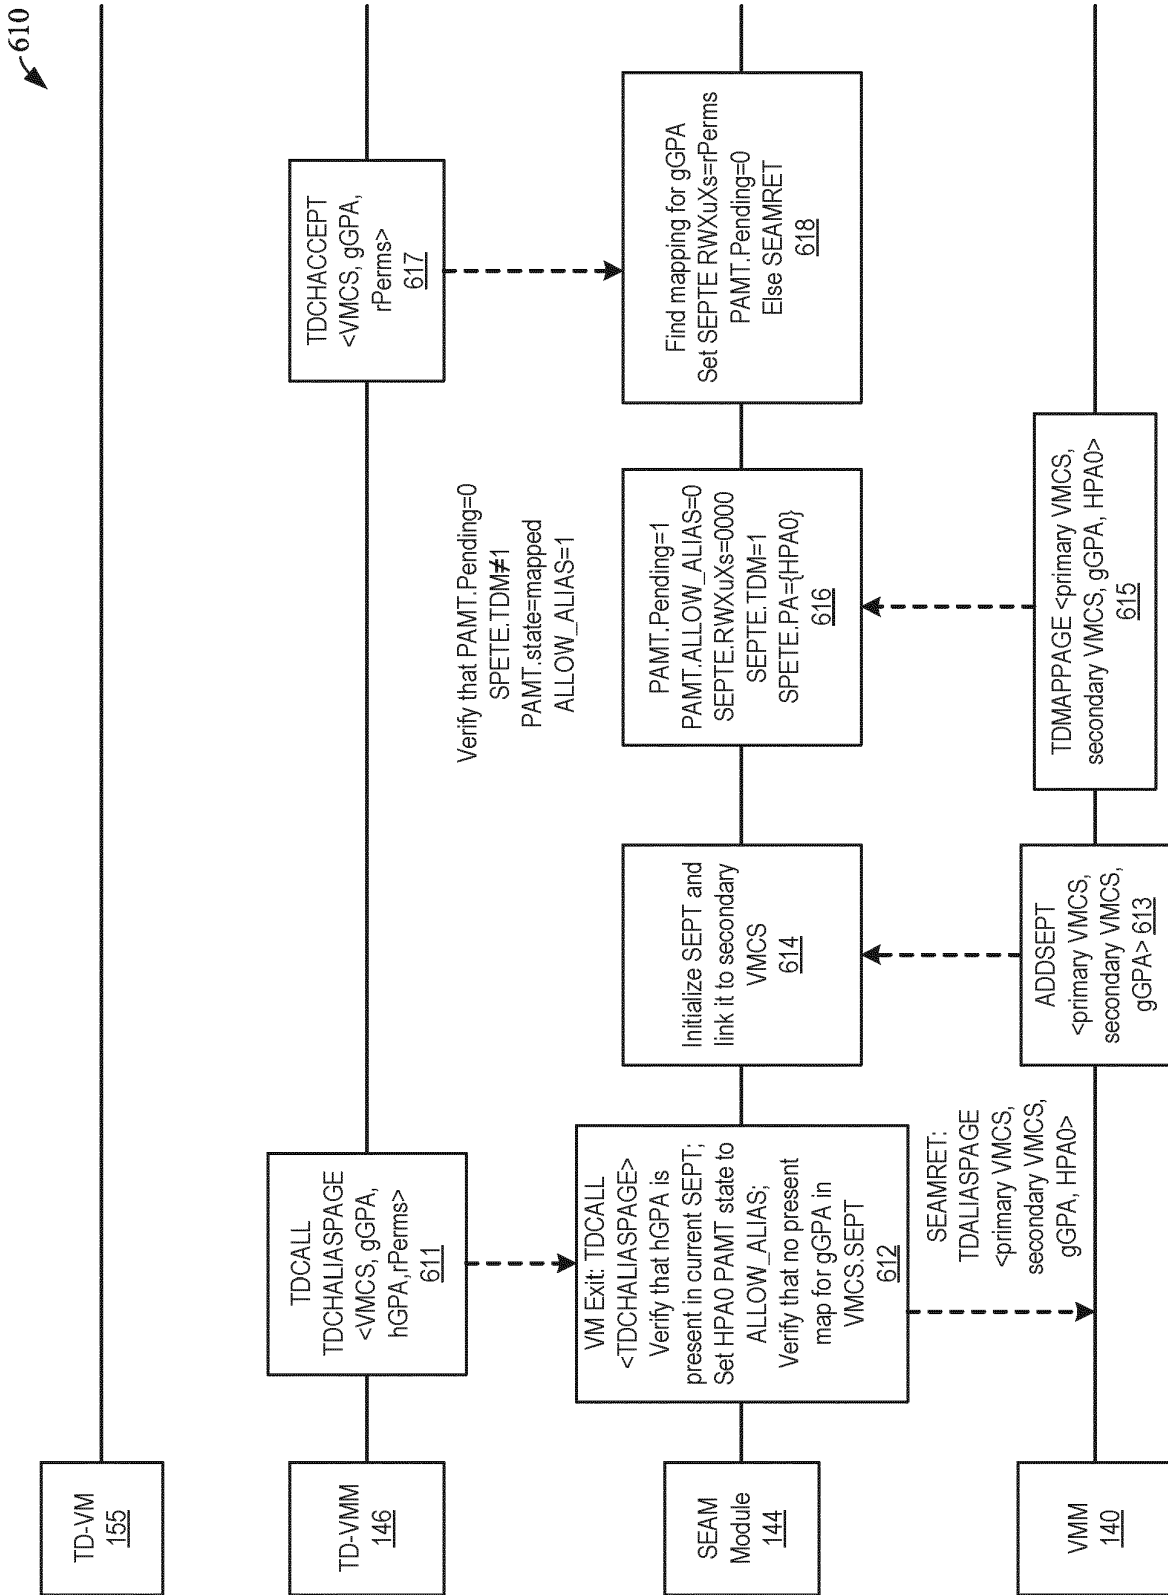 610
TD-VM
155
TD-VMM
146
TDCALL
TDCHALIASPAGE
<VMCS, gGPA,
hGPA,rPerms>
611
TDCHACCEPT
<VMCS, gGPA,
rPerms>
617
SEAM
Module
144
VM Exit: TDCALL
<TDCHALIASPAGE>
Verify that hGPA is
present in current SEPT;
Set HPA0 PAMT state to
ALLOW_ALIAS;
Verify that no present
map for gGPA in
VMCS.SEPT
612
Initialize SEPT and
link it to secondary
VMCS
614
Verify that PAMT.Pending=0
SPETE.TDM≠1
PAMT.state=mapped
ALLOW_ALIAS=1
PAMT.Pending=1
PAMT.ALLOW_ALIAS=0
SEPTE.RWXuXs=0000
SEPTE.TDM=1
SPETE.PA={HPA0}
616
Find mapping for gGPA
Set SEPTE RWXuXs=rPerms
PAMT.Pending=0
Else SEAMRET
618
VMM
140
SEAMRET:
TDALIASPAGE
<primary VMCS,
secondary VMCS,
gGPA, HPA0>
ADDSEPT
<primary VMCS,
secondary VMCS,
gGPA> 613
TDMAPPAGE <primary VMCS,
secondary VMCS, gGPA, HPA0>
615